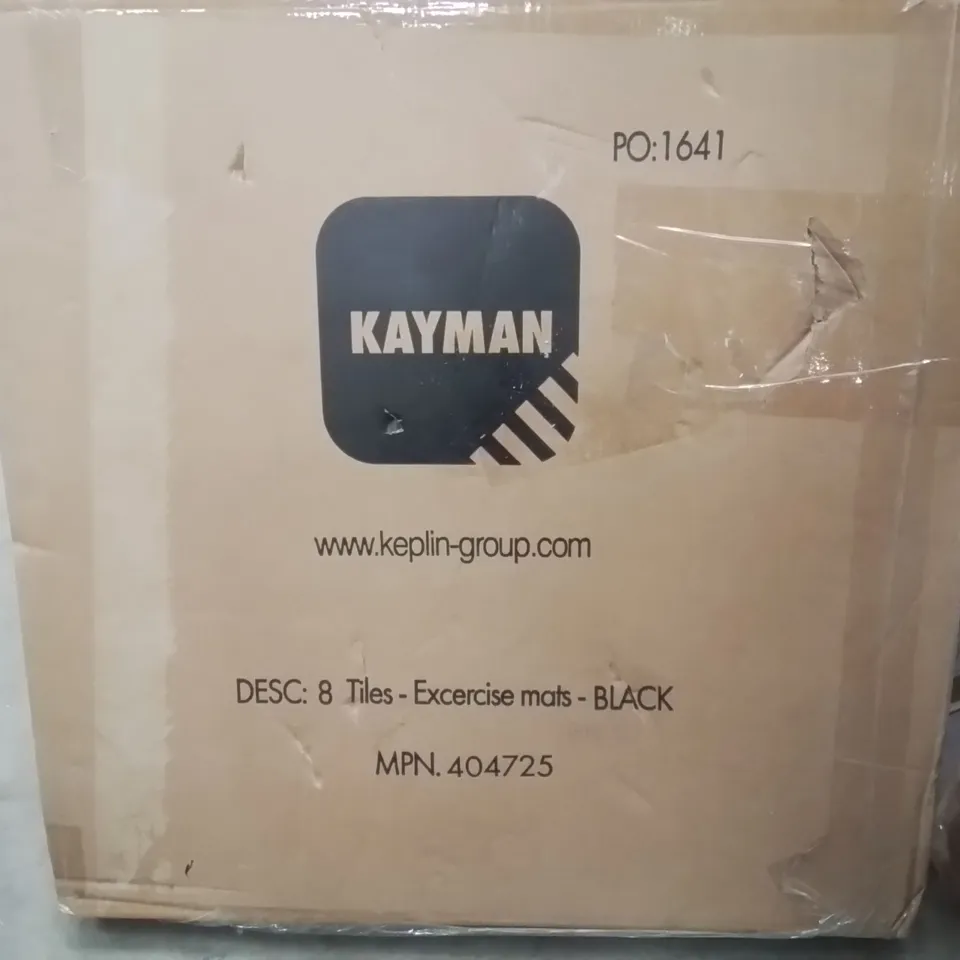 PO:1641
KAYMAN
www.keplin-group.com
DESC: 8 Tiles - Excercise mats - BLACK
MPN. 404725